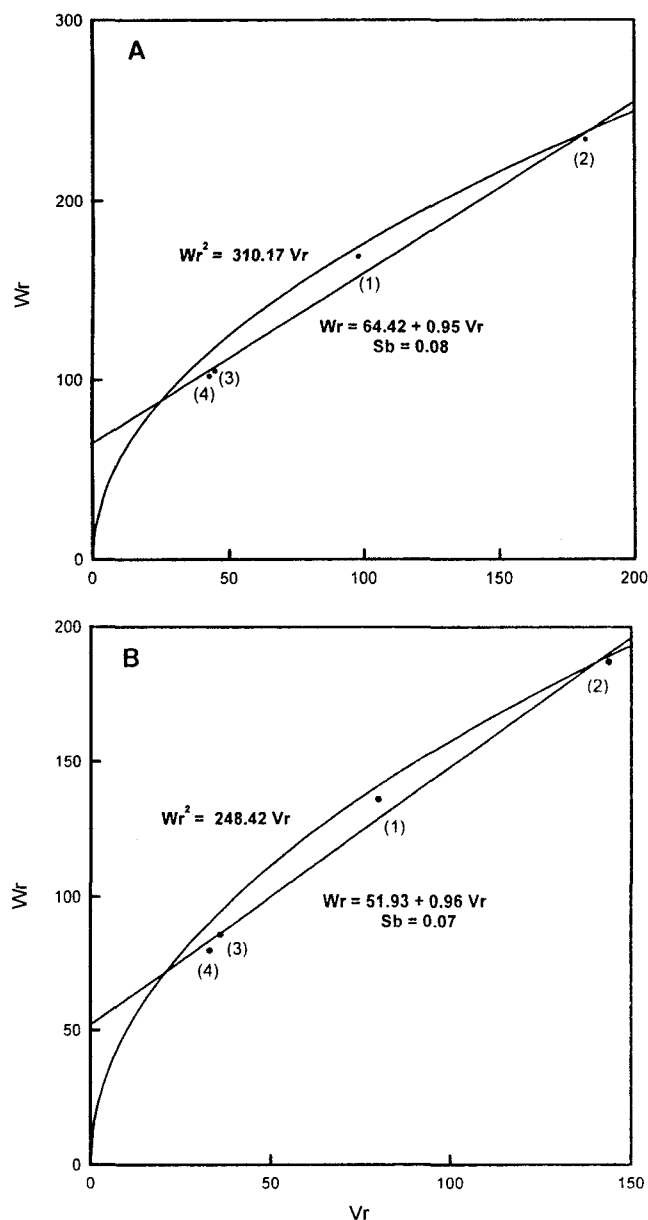 300
A
(2)
200
Wr² = 310.17 Vr
(1)
Wr
Wr = 64.42 + 0.95 Vr
Sb = 0.08
100
(3)
(4)
0
0 50 100 150 200
200
B
(2)
150
Wr² = 248.42 Vr
(1)
Wr
100
Wr = 51.93 + 0.96 Vr
Sb = 0.07
(3)
(4)
50
0
0 50 100 150
Vr